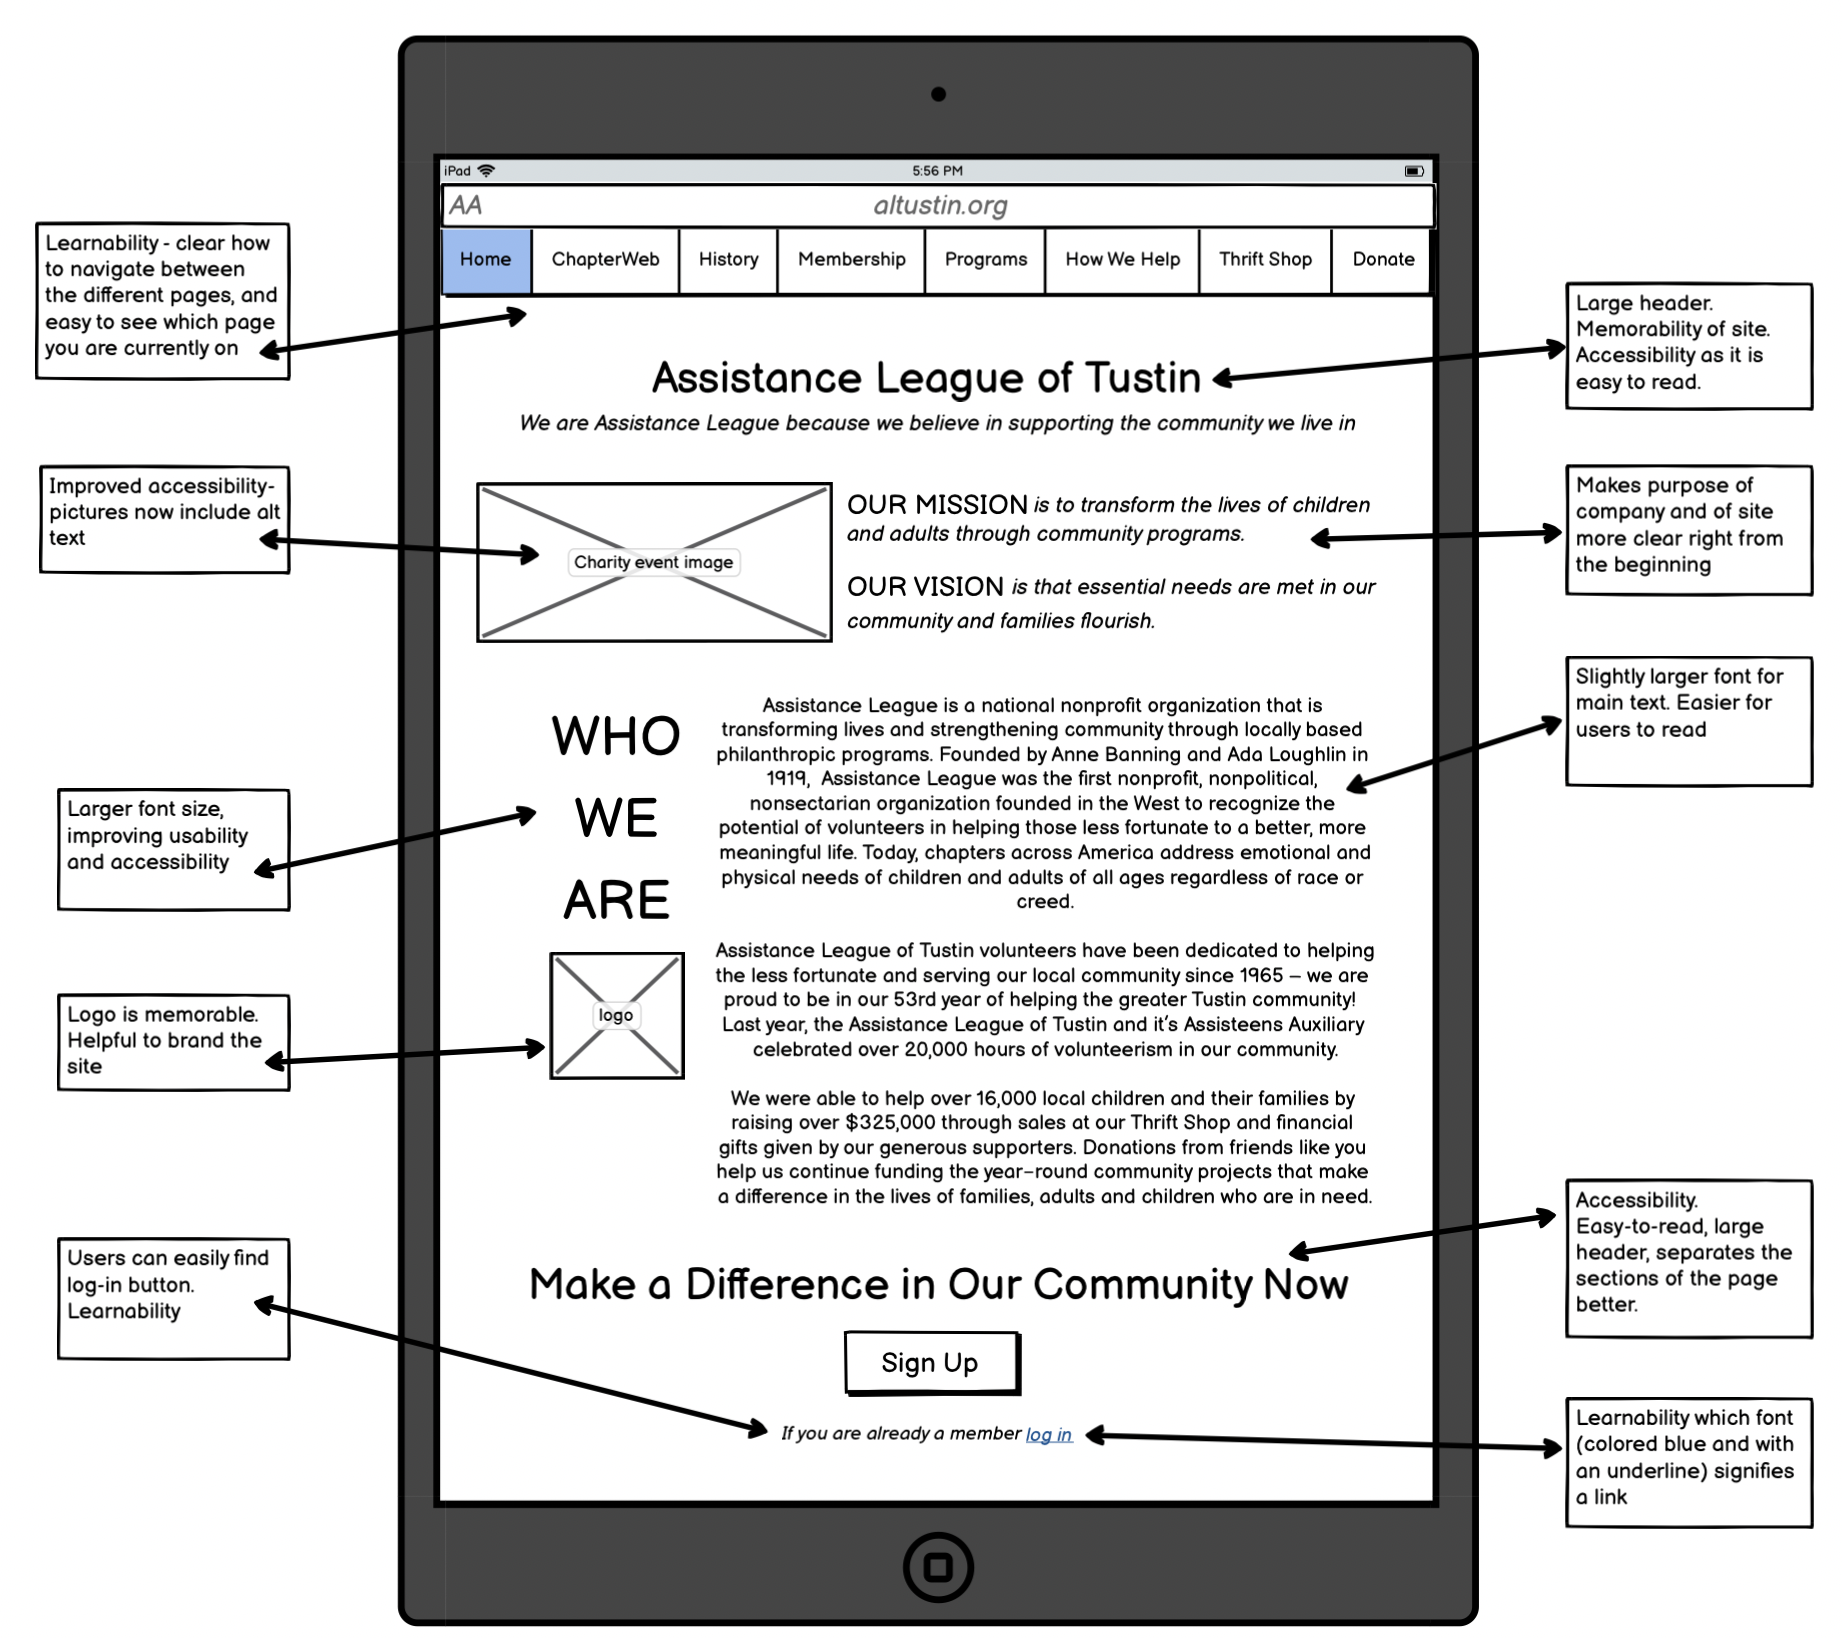 iPad
5:56 PM
AA
altustin.org
Home
ChapterWeb
History
Membership
Programs
How We Help
Thrift Shop
Donate
Learnability - clear how
to navigate between
the different pages, and
easy to see which page
you are currently on
Large header.
Memorability of site.
Accessibility as it is
easy to read.
Assistance League of Tustin
We are Assistance League because we believe in supporting the community we live in
Improved accessibility-
pictures now include alt
text
Charity event image
OUR MISSION is to transform the lives of children
and adults through community programs.
OUR VISION is that essential needs are met in our
community and families flourish.
Makes purpose of
company and of site
more clear right from
the beginning
Slightly larger font for
main text. Easier for
users to read
Larger font size,
improving usability
and accessibility
WHO
WE
ARE
Assistance League is a national nonprofit organization that is
transforming lives and strengthening community through locally based
philanthropic programs. Founded by Anne Banning and Ada Loughlin in
1919, Assistance League was the first nonprofit, nonpolitical,
nonsectarian organization founded in the West to recognize the
potential of volunteers in helping those less fortunate to a better, more
meaningful life. Today, chapters across America address emotional and
physical needs of children and adults of all ages regardless of race or
creed.
Logo is memorable.
Helpful to brand the
site
logo
Assistance League of Tustin volunteers have been dedicated to helping
the less fortunate and serving our local community since 1965 – we are
proud to be in our 53rd year of helping the greater Tustin community!
Last year, the Assistance League of Tustin and it's Assisteens Auxiliary
celebrated over 20,000 hours of volunteerism in our community.
We were able to help over 16,000 local children and their families by
raising over $325,000 through sales at our Thrift Shop and financial
gifts given by our generous supporters. Donations from friends like you
help us continue funding the year–round community projects that make
a difference in the lives of families, adults and children who are in need.
Accessibility.
Easy-to-read, large
header, separates the
sections of the page
better.
Users can easily find
log-in button.
Learnability
Make a Difference in Our Community Now
Sign Up
If you are already a member log in
Learnability which font
(colored blue and with
an underline) signifies
a link